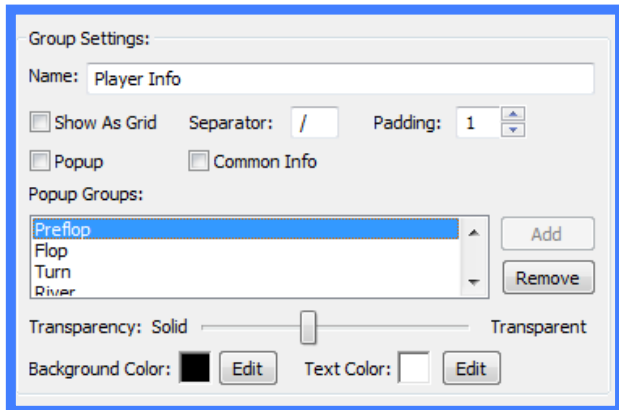 Group Settings:
Name: Player Info
Show As Grid Separator: / Padding: 1
Popup Common Info
Popup Groups:
Preflop
Flop
Add
Turn
River
Remove
Transparency: Solid Transparent
Background Color: Edit Text Color: Edit